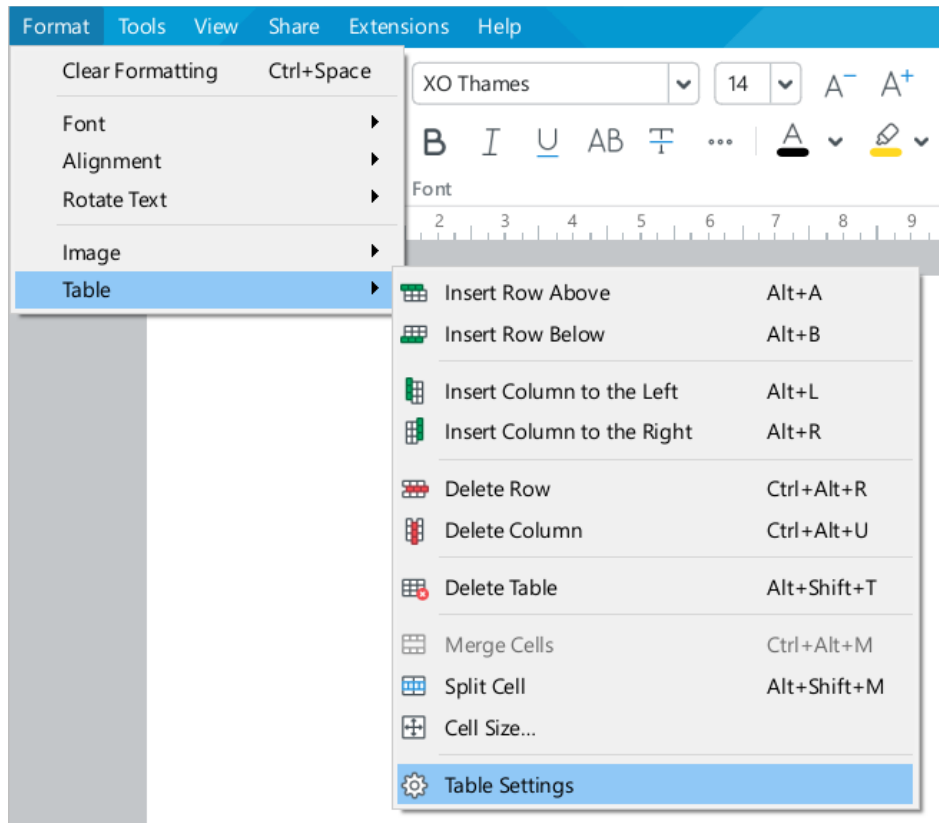 Format Tools View Share Extensions Help
Clear Formatting Ctrl+Space
Font
Alignment
Rotate Text
Image
Table
XO Thames 14 A− A+
B I U AB T A
Font
2 3 4 5 6 7 8 9
Insert Row Above Alt+A
Insert Row Below Alt+B
Insert Column to the Left Alt+L
Insert Column to the Right Alt+R
Delete Row Ctrl+Alt+R
Delete Column Ctrl+Alt+U
Delete Table Alt+Shift+T
Merge Cells Ctrl+Alt+M
Split Cell Alt+Shift+M
Cell Size...
Table Settings